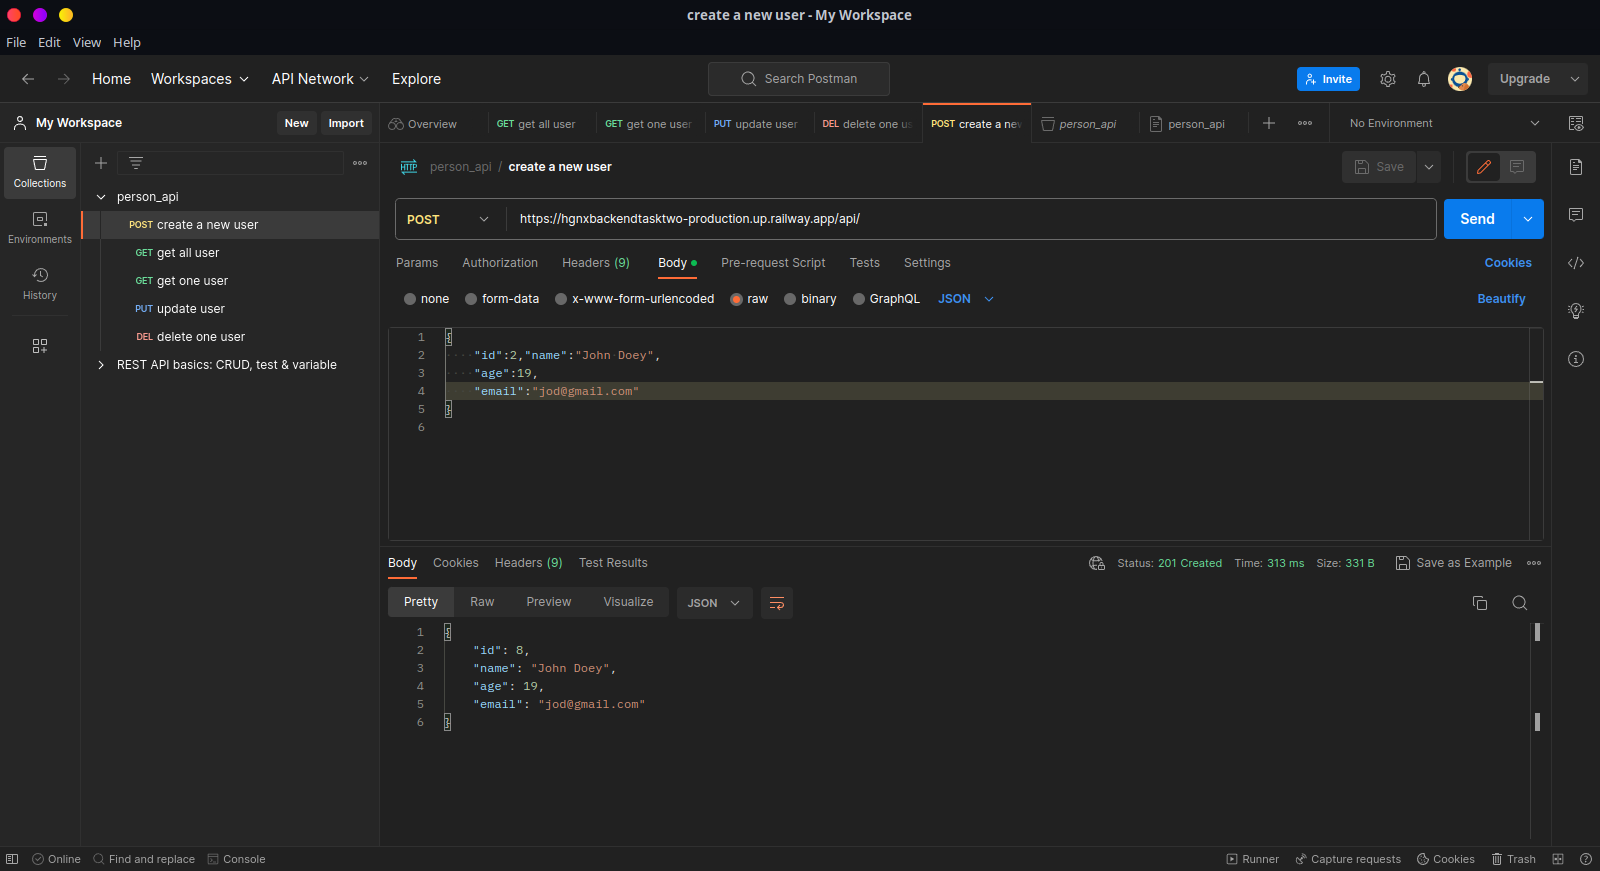 create a new user - My Workspace
File Edit View Help
Home Workspaces API Network Explore
Search Postman
Invite
Upgrade
My Workspace
New Import
Overview
GET get all user
GET get one user
PUT update user
DEL delete one us
POST create a nev
person_api
person_api
No Environment
Collections
Environments
History
person_api
POST create a new user
GET get all user
GET get one user
PUT update user
DEL delete one user
REST API basics: CRUD, test & variable
HTTP person_api / create a new user
Save
POST https://hgnxbackendtasktwo-production.up.railway.app/api/
Send
Params Authorization Headers (9) Body Pre-request Script Tests Settings Cookies
none form-data x-www-form-urlencoded raw binary GraphQL JSON Beautify
1 {
2 "id":2,"name":"John Doey",
3 "age":19,
4 "email":"jod@gmail.com"
5 }
6
Body Cookies Headers (9) Test Results Status: 201 Created Time: 313 ms Size: 331 B Save as Example
Pretty Raw Preview Visualize JSON
1 {
2 "id": 8,
3 "name": "John Doey",
4 "age": 19,
5 "email": "jod@gmail.com"
6 }
Online Find and replace Console Runner Capture requests Cookies Trash